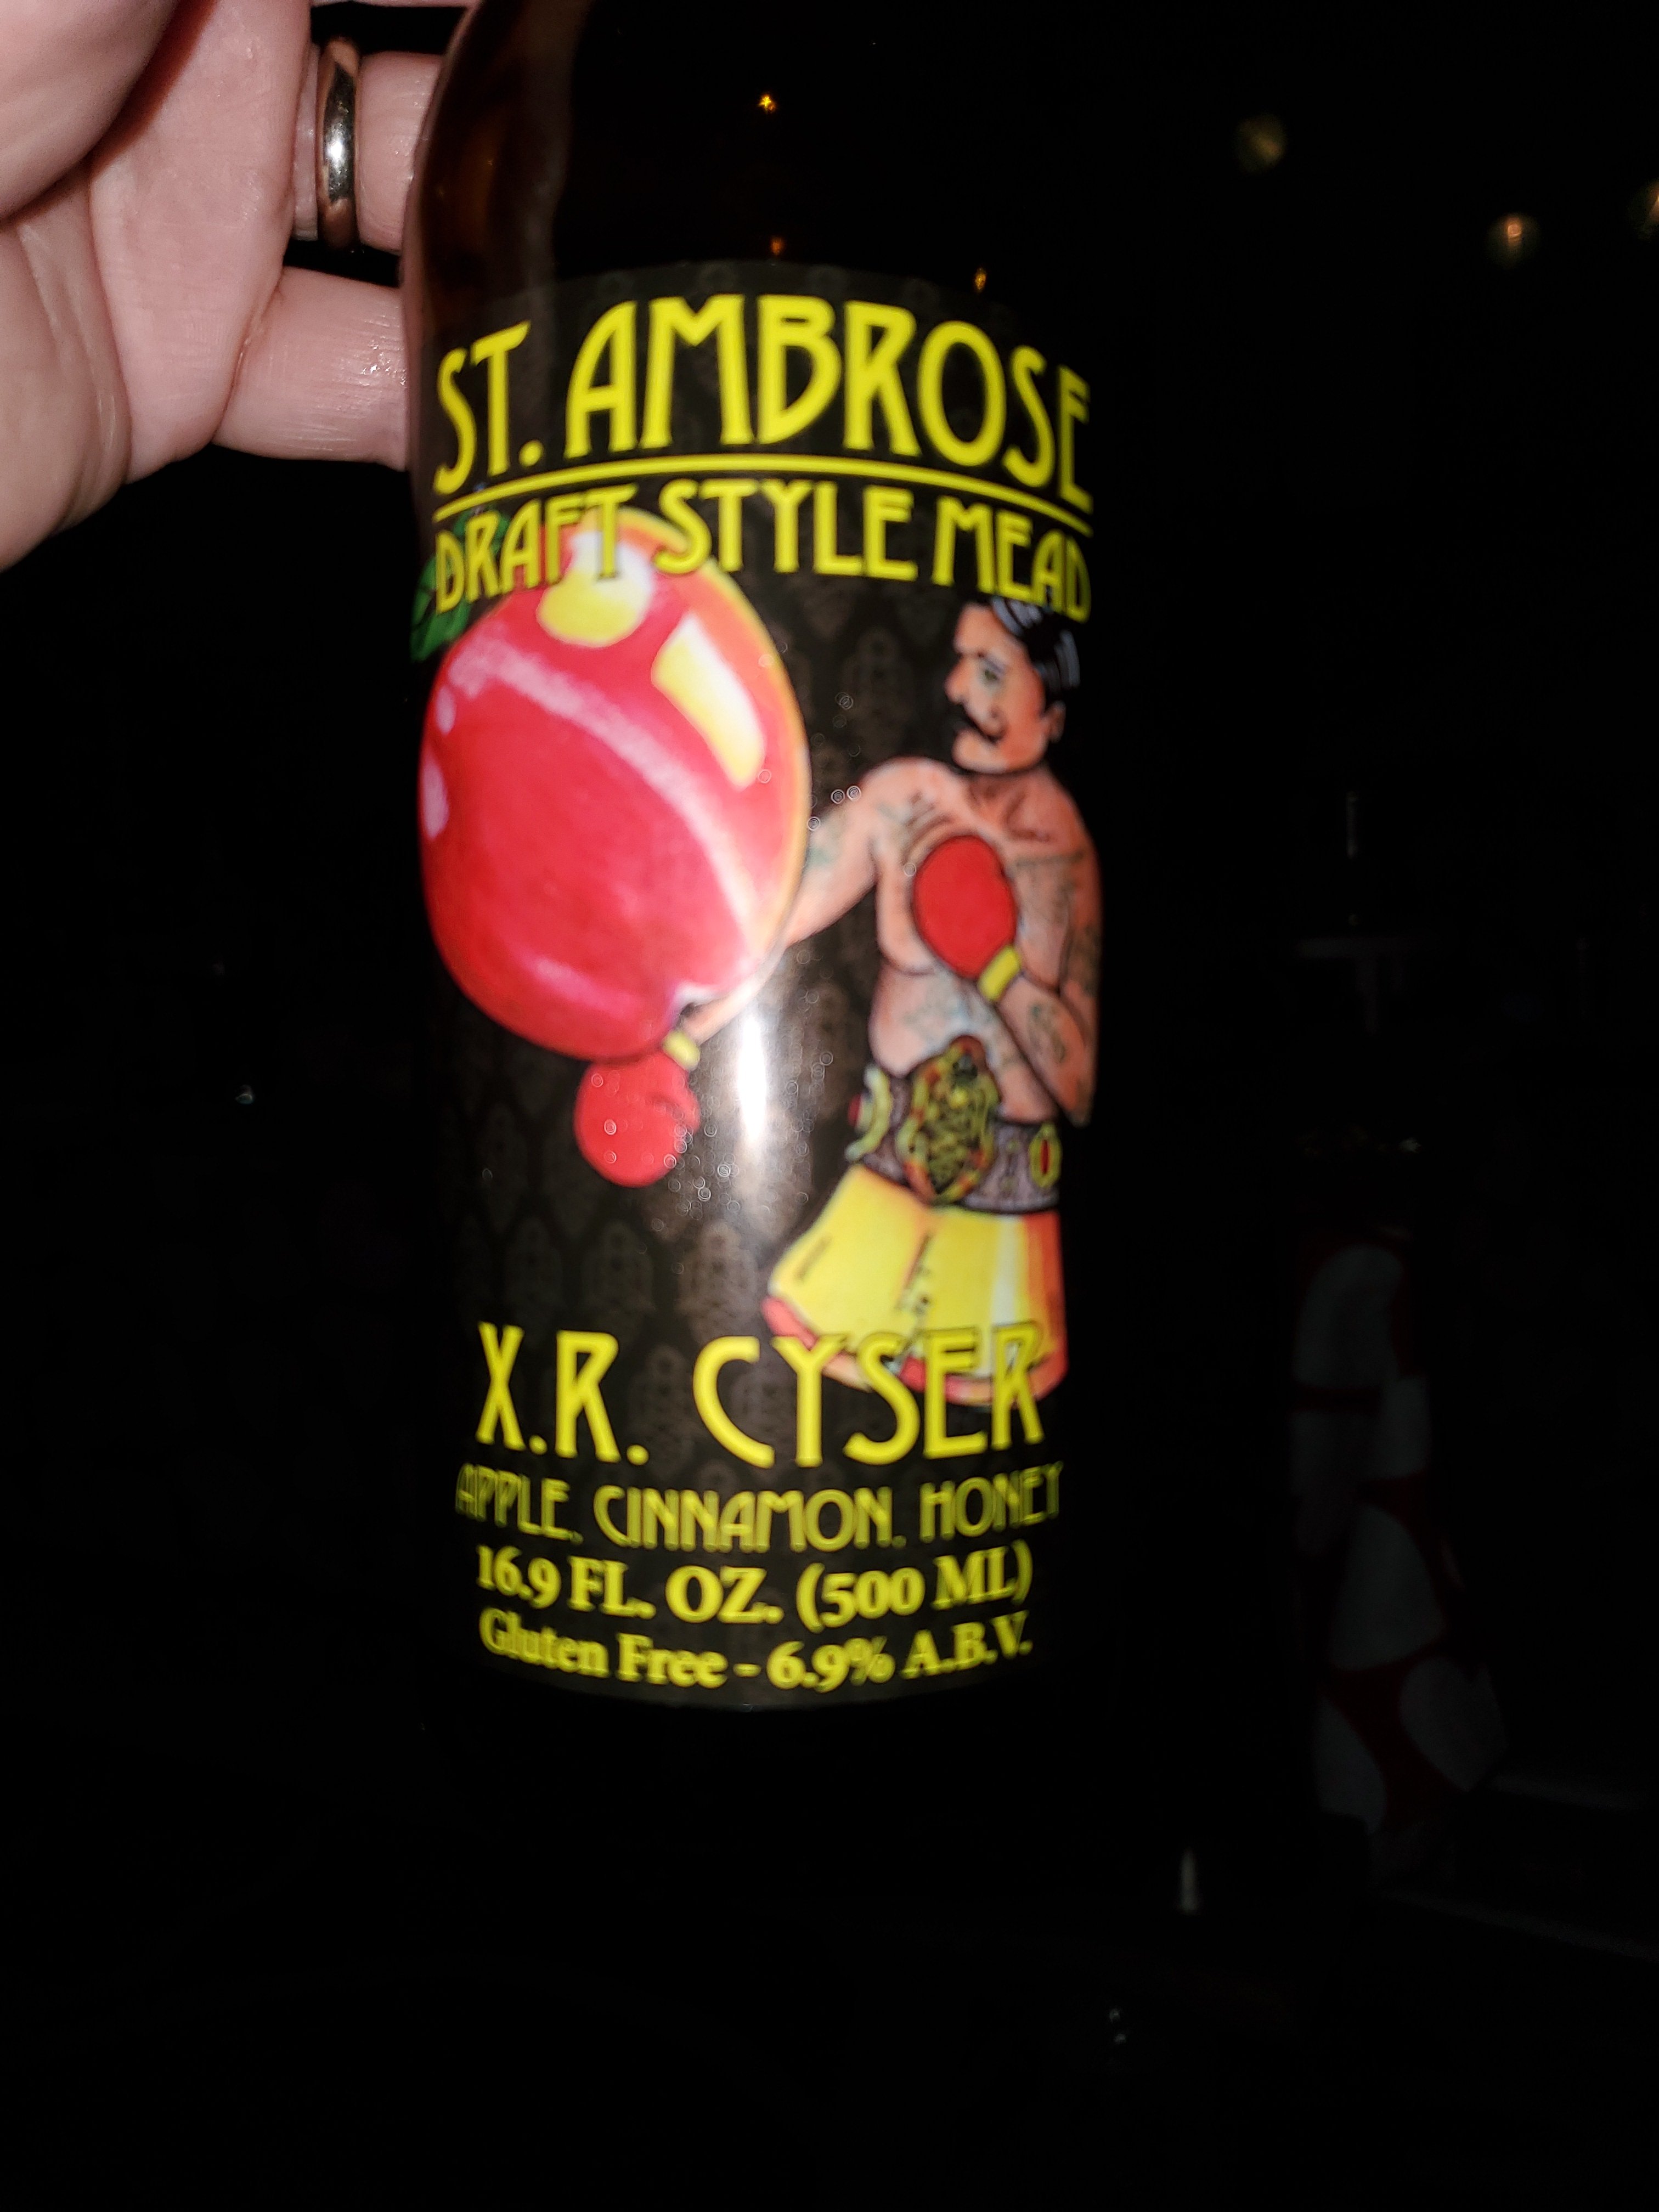 ST. AMBROSE
DRAFT STYLE MEAD
X.R. CYSER
APPLE, CINNAMON, HONEY
16.9 FL. OZ. (500 ML)
Gluten Free - 6.9% A.B.V.